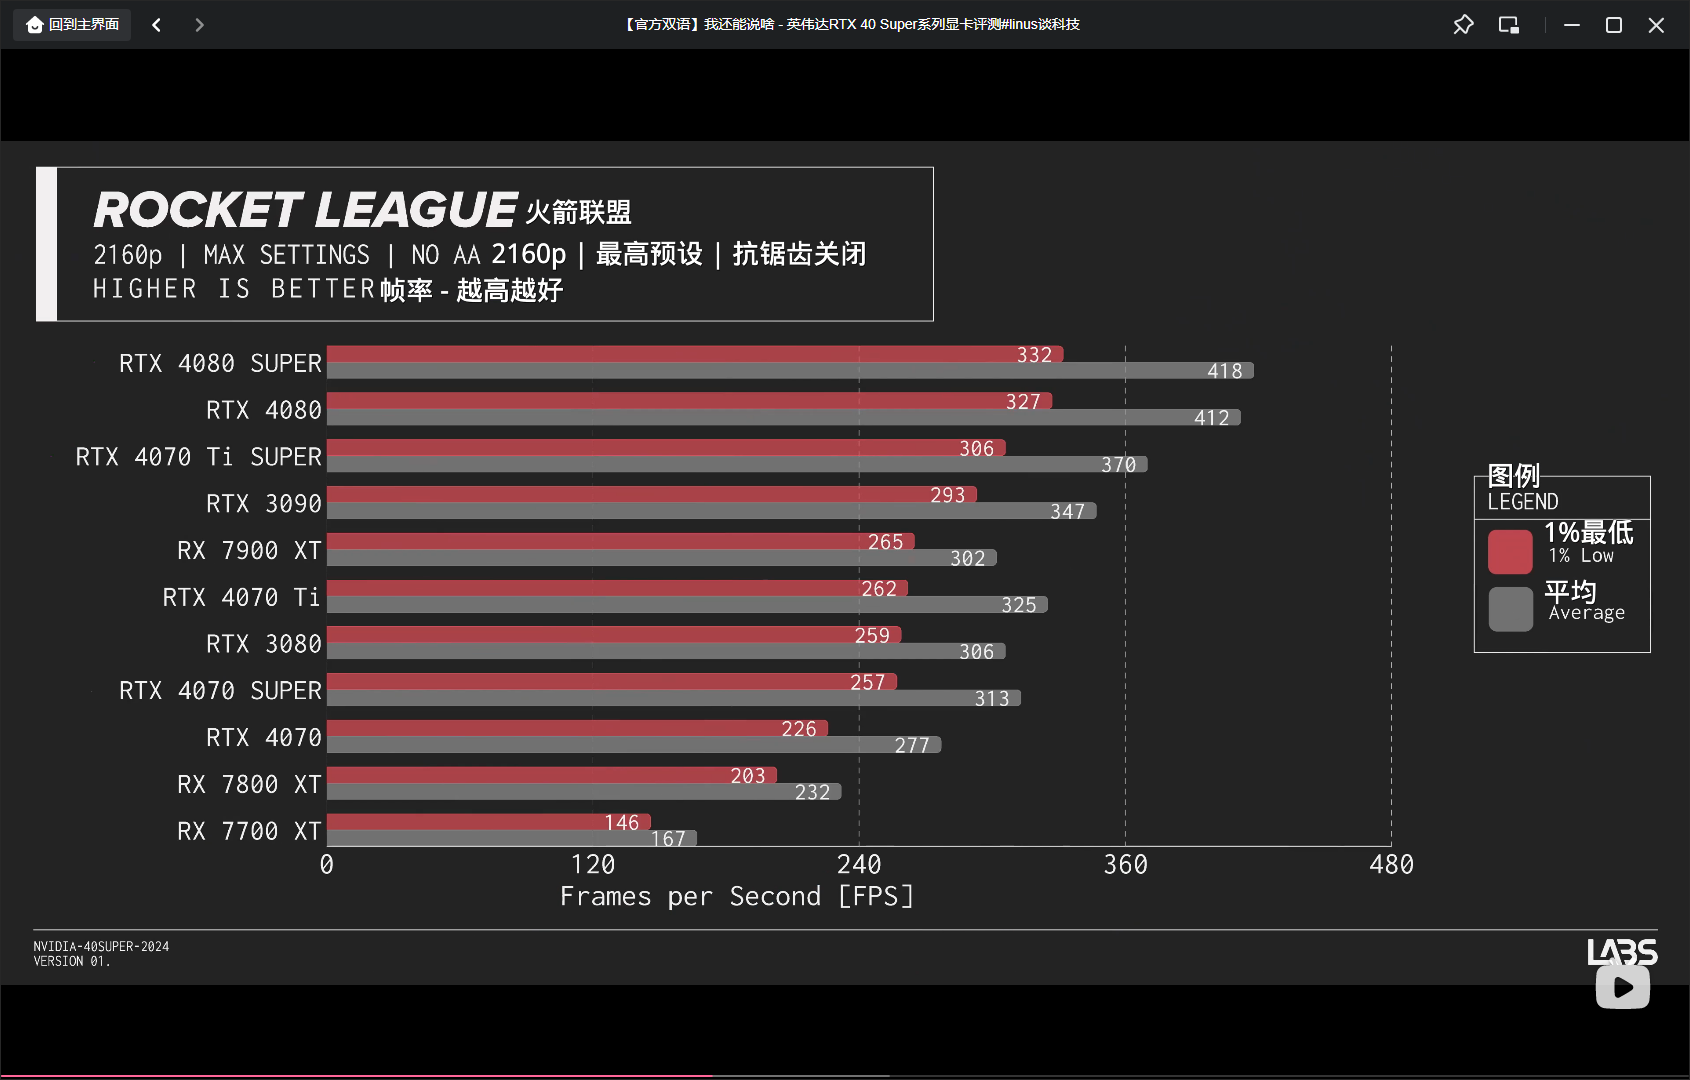 回到主界面
【官方双语】我还能说啥 - 英伟达RTX 40 Super系列显卡评测#linus谈科技
ROCKET LEAGUE 火箭联盟
2160p | MAX SETTINGS | NO AA 2160p | 最高预设 | 抗锯齿关闭
HIGHER IS BETTER 帧率 - 越高越好
RTX 4080 SUPER 332 418
RTX 4080 327 412
RTX 4070 Ti SUPER 306 370
RTX 3090 293 347
RX 7900 XT 265 302
RTX 4070 Ti 262 325
RTX 3080 259 306
RTX 4070 SUPER 257 313
RTX 4070 226 277
RX 7800 XT 203 232
RX 7700 XT 146 167
0 120 240 360 480
Frames per Second [FPS]
图例
LEGEND
1%最低
1% Low
平均
Average
NVIDIA-40SUPER-2024
VERSION 01.
LABS